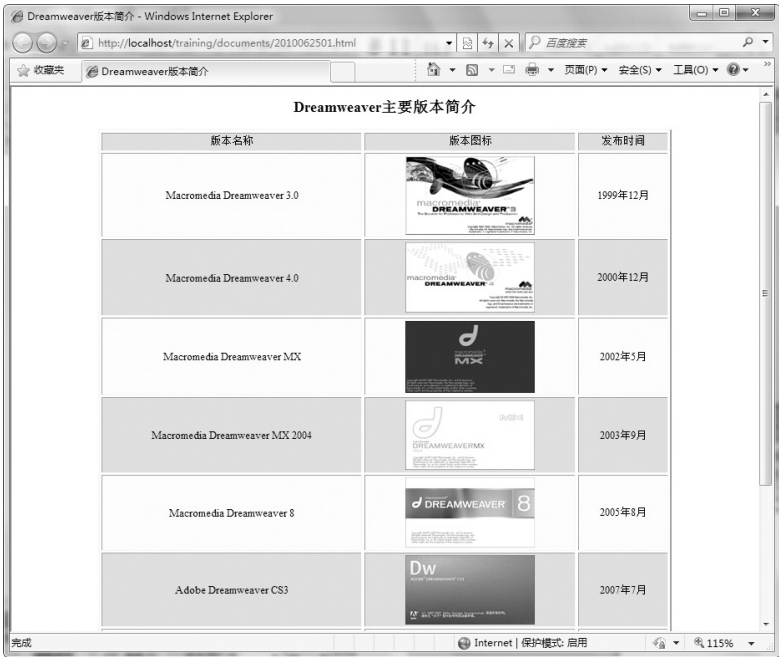 Dreamweaver版本简介 - Windows Internet Explorer
http://localhost/training/documents/2010062501.html
百度搜索
收藏夹
Dreamweaver版本简介
页面(P)
安全(S)
工具(O)
Dreamweaver主要版本简介
版本名称 版本图标 发布时间
Macromedia Dreamweaver 3.0
macromedia
DREAMWEAVER 3
1999年12月
Macromedia Dreamweaver 4.0
macromedia
DREAMWEAVER 4
2000年12月
Macromedia Dreamweaver MX
MX
2002年5月
Macromedia Dreamweaver MX 2004
MX
DREAMWEAVERMX
2003年9月
Macromedia Dreamweaver 8
DREAMWEAVER 8
2005年8月
Adobe Dreamweaver CS3
Dw
ADOBE DREAMWEAVER CS3
2007年7月
完成
Internet | 保护模式: 启用
115%